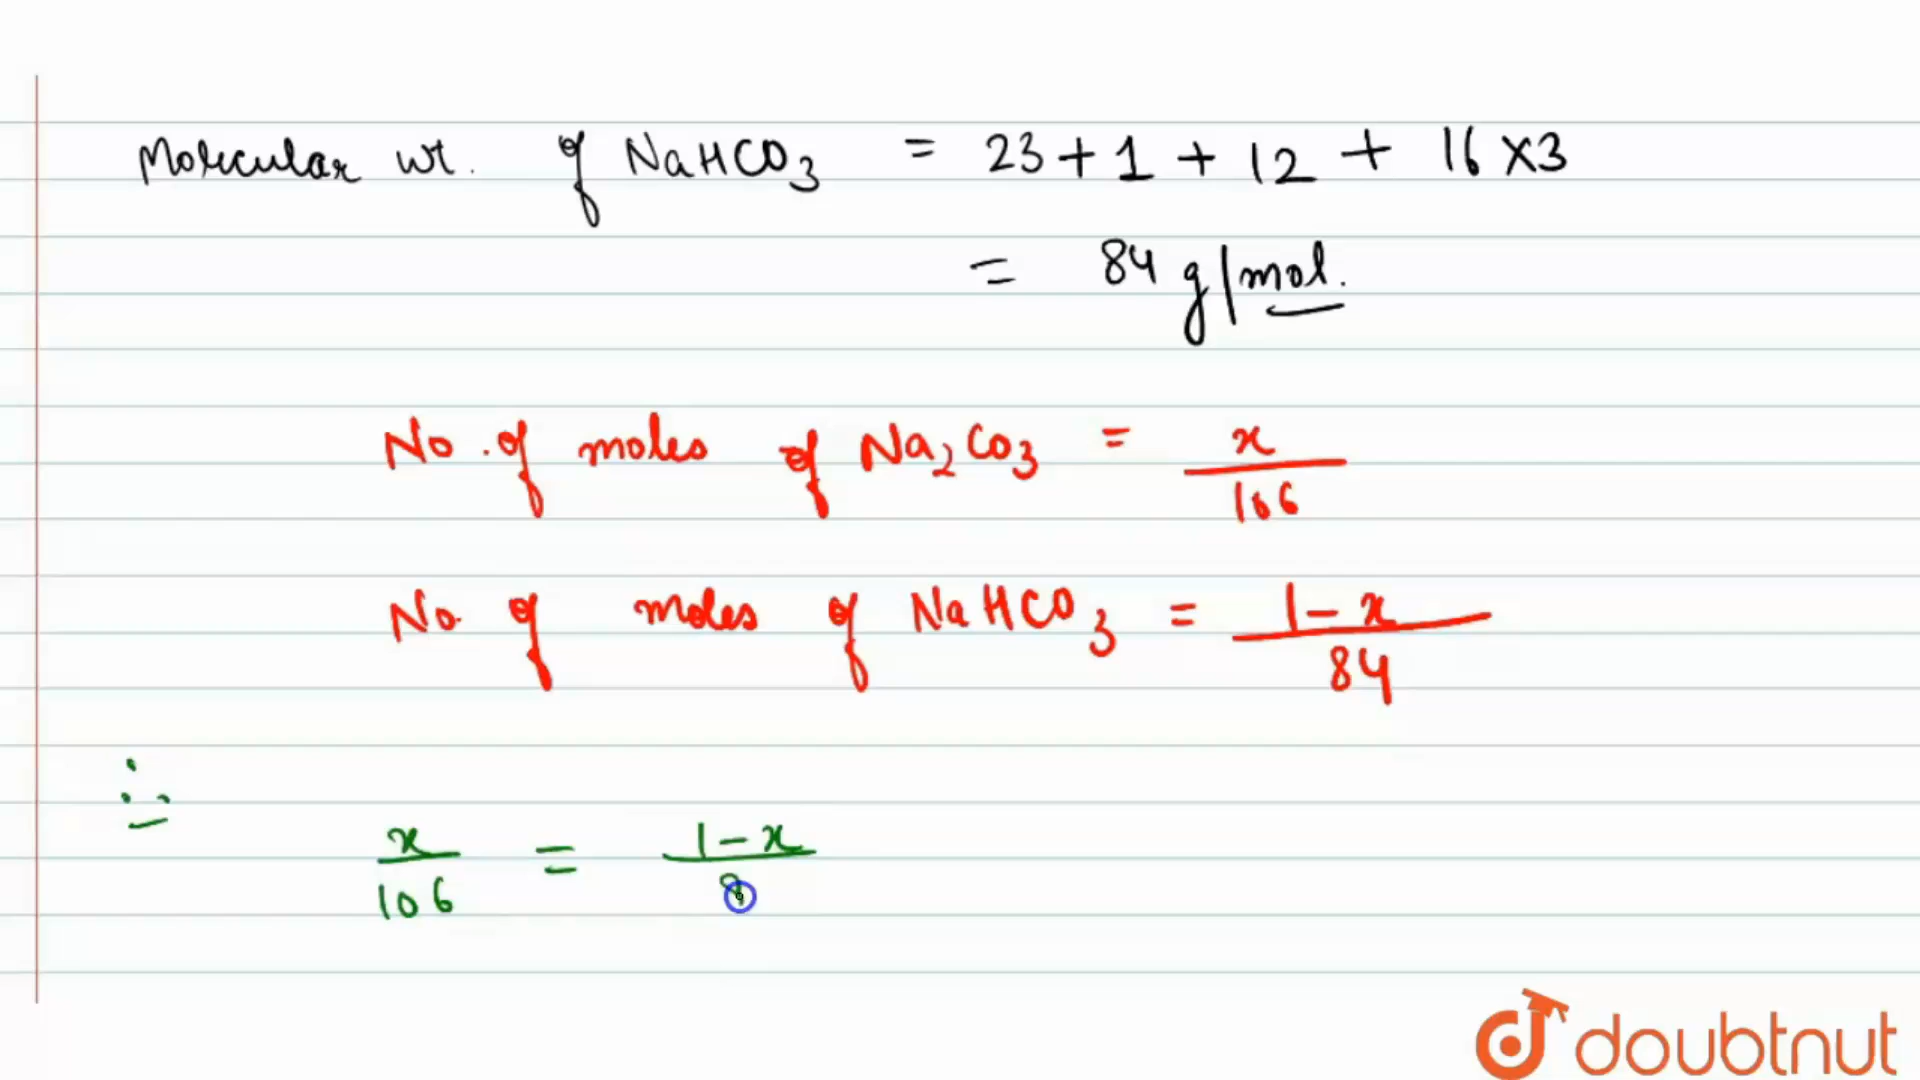 Molecular wt. of NaHCO₃ = 23 + 1 + 12 + 16 × 3
= 84 g/mol.
No. of moles of Na₂CO₃ = x/106
No. of moles of NaHCO₃ = 1-x/84
∴
x/106 = 1-x/8
doubtnut